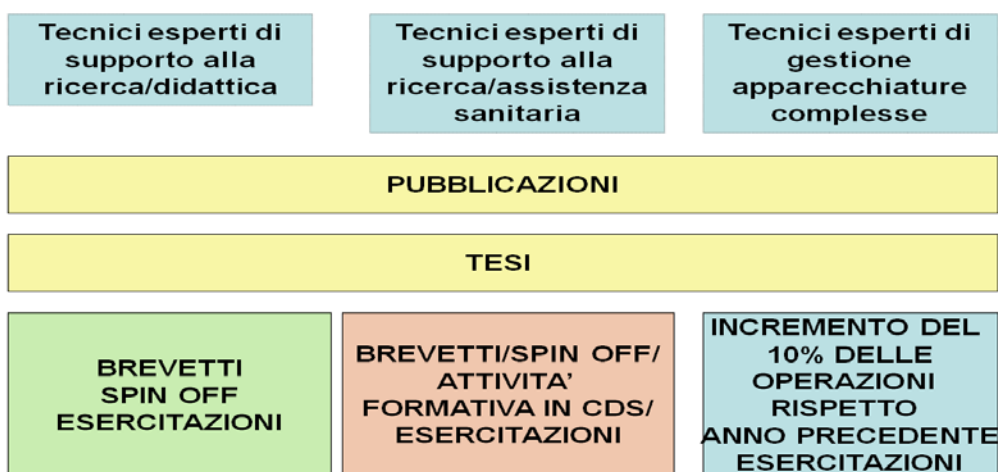 Tecnici esperti di
supporto alla
ricerca/didattica
Tecnici esperti di
supporto alla
ricerca/assistenza
sanitaria
Tecnici esperti di
gestione
apparecchiature
complesse
PUBBLICAZIONI
TESI
BREVETTI
SPIN OFF
ESERCITAZIONI
BREVETTI/SPIN OFF/
ATTIVITA’
FORMATIVA IN CDS/
ESERCITAZIONI
INCREMENTO DEL
10% DELLE
OPERAZIONI
RISPETTO
ANNO PRECEDENTE
ESERCITAZIONI